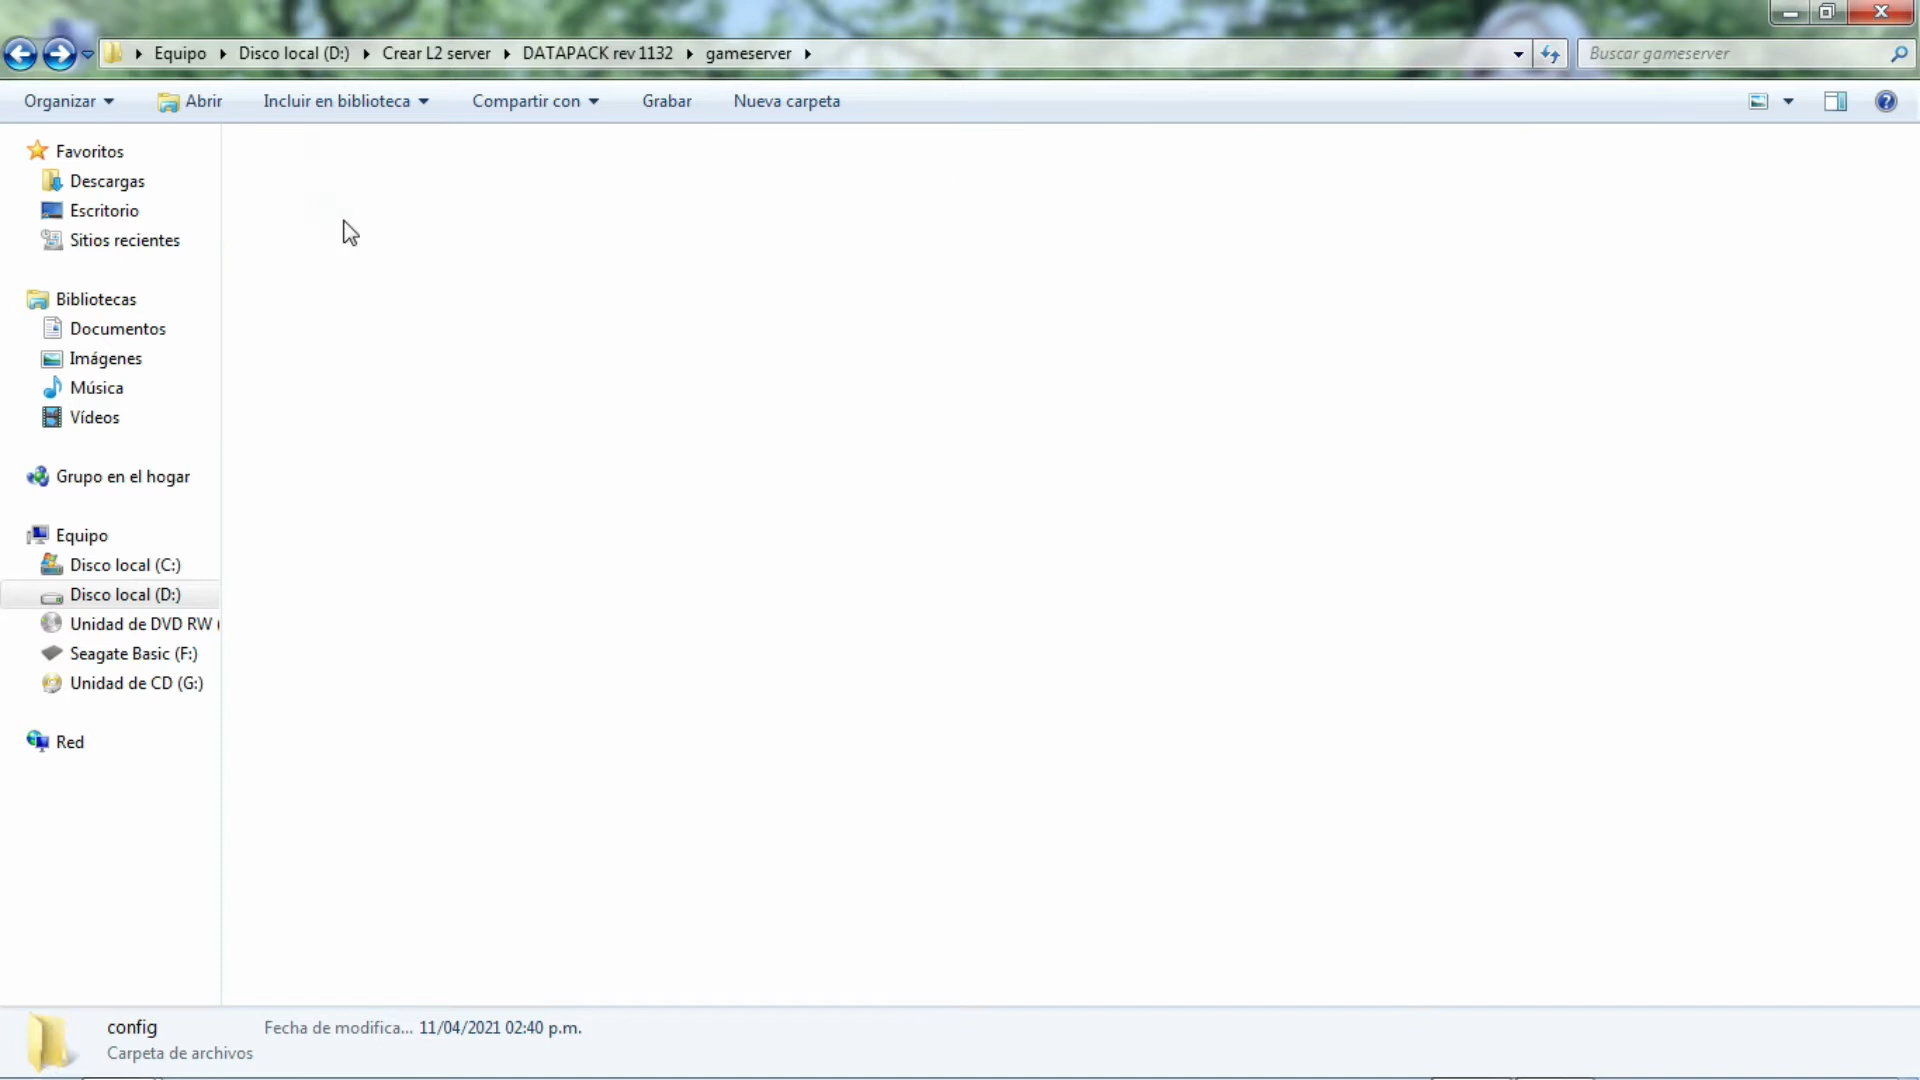 Equipo Disco local (D:) Crear L2 server DATAPACK rev 1132 gameserver
Buscar gameserver
Organizar Abrir Incluir en biblioteca Compartir con Grabar Nueva carpeta
Favoritos
Descargas
Escritorio
Sitios recientes
Bibliotecas
Documentos
Imágenes
Música
Vídeos
Grupo en el hogar
Equipo
Disco local (C:)
Disco local (D:)
Unidad de DVD RW (
Seagate Basic (F:)
Unidad de CD (G:)
Red
config Fecha de modifica... 11/04/2021 02:40 p.m.
Carpeta de archivos